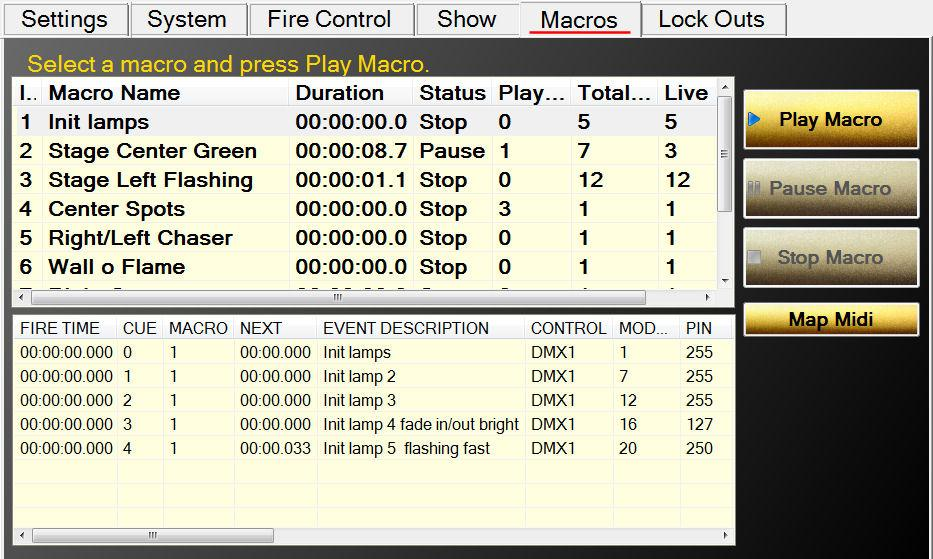 Settings System Fire Control Show Macros Lock Outs
Select a macro and press Play Macro.
I.. Macro Name Duration Status Play... Total... Live
1 Init lamps 00:00:00.0 Stop 0 5 5
2 Stage Center Green 00:00:08.7 Pause 1 7 3
3 Stage Left Flashing 00:00:01.1 Stop 0 12 12
4 Center Spots 00:00:00.0 Stop 3 1 1
5 Right/Left Chaser 00:00:00.0 Stop 0 1 1
6 Wall o Flame 00:00:00.0 Stop 0 1 1
Play Macro
Pause Macro
Stop Macro
Map Midi
FIRE TIME CUE MACRO NEXT EVENT DESCRIPTION CONTROL MOD... PIN
00:00:00.000 0 1 00:00.000 Init lamps DMX1 1 255
00:00:00.000 1 1 00:00.000 Init lamp 2 DMX1 7 255
00:00:00.000 2 1 00:00.000 Init lamp 3 DMX1 12 255
00:00:00.000 3 1 00:00.000 Init lamp 4 fade in/out bright DMX1 16 127
00:00:00.000 4 1 00:00.033 Init lamp 5 flashing fast DMX1 20 250